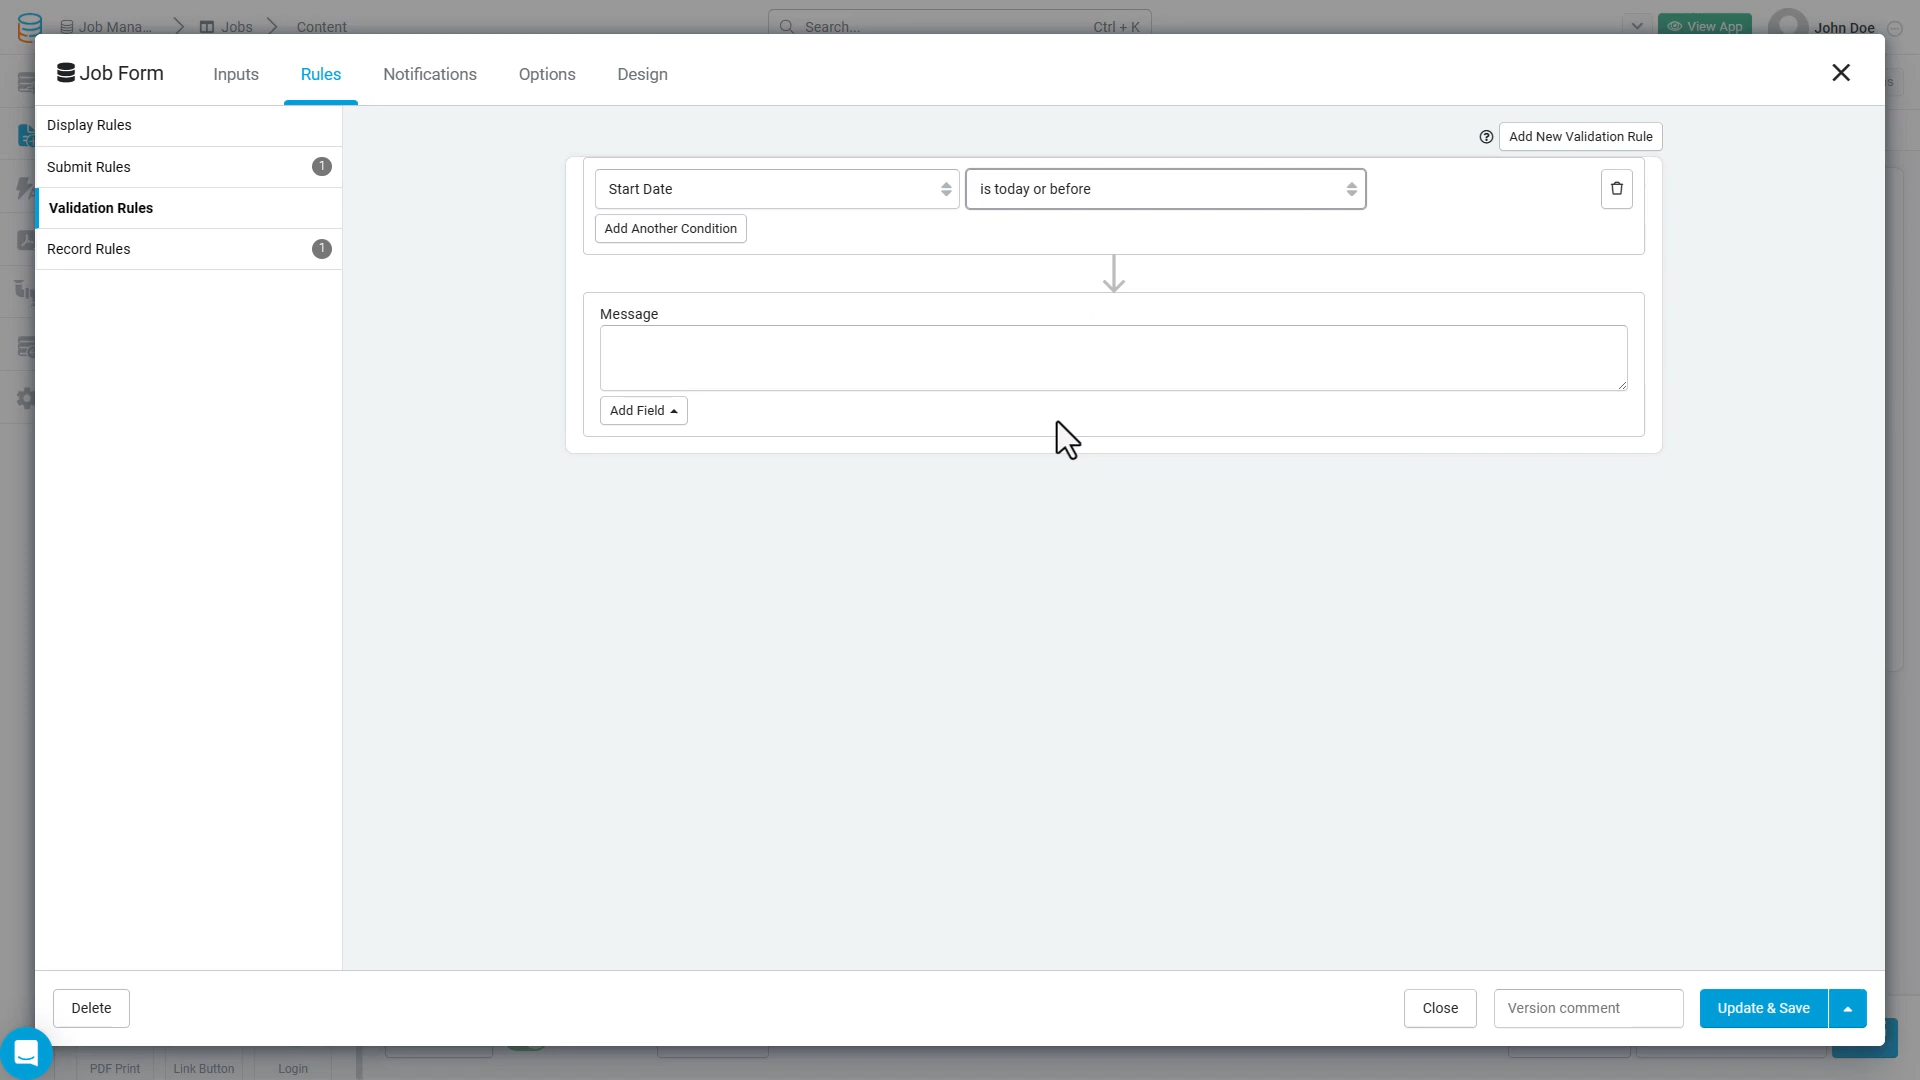 Job Mana... Jobs Content Search... Ctrl + K View App John Doe
Job Form Inputs Rules Notifications Options Design
Display Rules
Submit Rules 1
Validation Rules
Record Rules 1
Add New Validation Rule
Start Date is today or before
Add Another Condition
Message
Add Field
Delete Close Version comment Update & Save
PDF Print Link Button Login